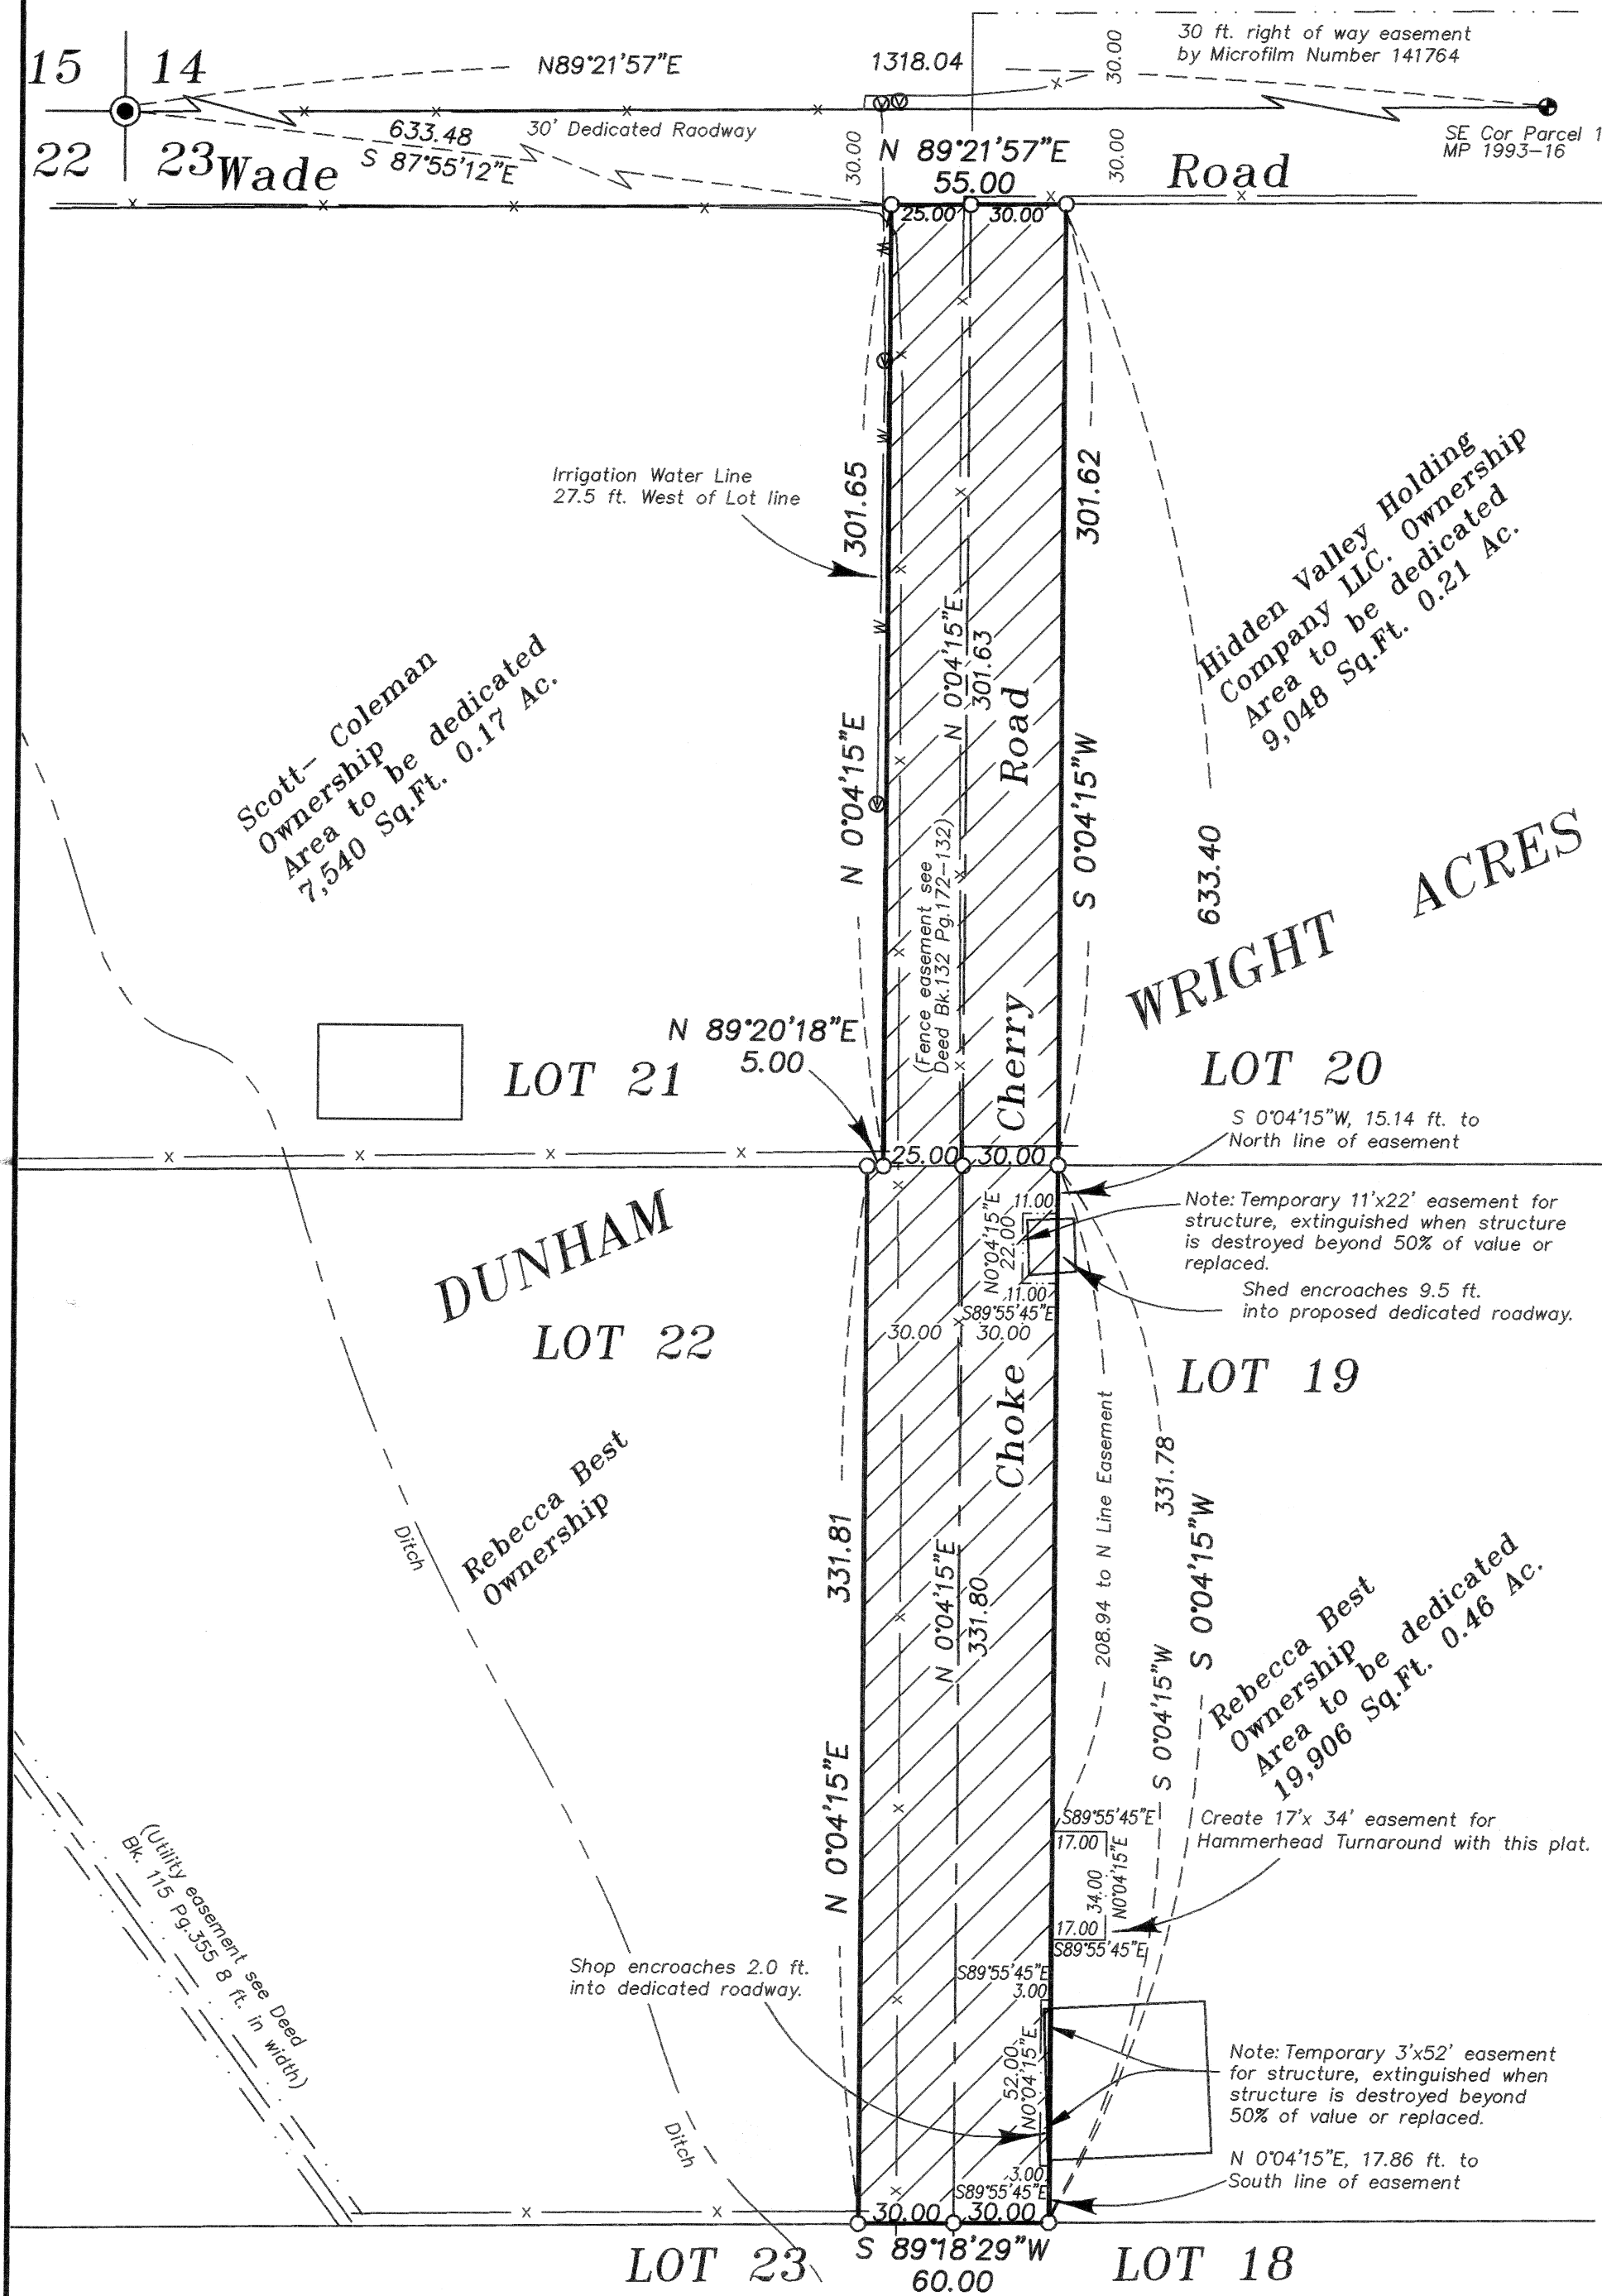 30 ft. right of way easement
by Microfilm Number 141764
15
14
N89°21'57"E
1318.04
30.00
633.48
30' Dedicated Raodway
S 87°55'12"E
22
23
Wade
30.00
N 89°21'57"E
55.00
30.00
Road
SE Cor Parcel 1
MP 1993-16
25.00
30.00
Irrigation Water Line
27.5 ft. West of Lot line
301.65
N 0°04'15"E
N 0°04'15"E
301.63
301.62
S 0°04'15"W
Hidden Valley Holding
Company LLC. Ownership
Area to be dedicated
9,048 Sq.Ft. 0.21 Ac.
Scott- Coleman
Ownership
Area to be dedicated
7,540 Sq.Ft. 0.17 Ac.
633.40
S 0°04'15"W
(Fence easement see
Deed Bk.132 Pg.172-132)
Choke Cherry Road
WRIGHT ACRES
N 89°20'18"E
5.00
LOT 21
LOT 20
S 0°04'15"W, 15.14 ft. to
North line of easement
25.00
30.00
N0°04'15"E
22.00
11.00
11.00
S89°55'45"E
Note: Temporary 11'x22' easement for
structure, extinguished when structure
is destroyed beyond 50% of value or
replaced.
Shed encroaches 9.5 ft.
into proposed dedicated roadway.
DUNHAM
LOT 22
30.00
30.00
LOT 19
Rebecca Best
Ownership
Ditch
331.81
N 0°04'15"E
N 0°04'15"E
331.80
208.94 to N Line Easement
331.78
S 0°04'15"W
Rebecca Best
Ownership
Area to be dedicated
19,906 Sq.Ft. 0.46 Ac.
S89°55'45"E
17.00
34.00
N0°04'15"E
17.00
S89°55'45"E
Create 17'x 34' easement for
Hammerhead Turnaround with this plat.
(Utility easement see Deed
Bk. 115 Pg.355 8 ft. in width)
Shop encroaches 2.0 ft.
into dedicated roadway.
S89°55'45"E
3.00
52.00
N0°04'15"E
3.00
S89°55'45"E
Note: Temporary 3'x52' easement
for structure, extinguished when
structure is destroyed beyond
50% of value or replaced.
N 0°04'15"E, 17.86 ft. to
South line of easement
Ditch
30.00
30.00
S 89°18'29"W
60.00
LOT 23
LOT 18